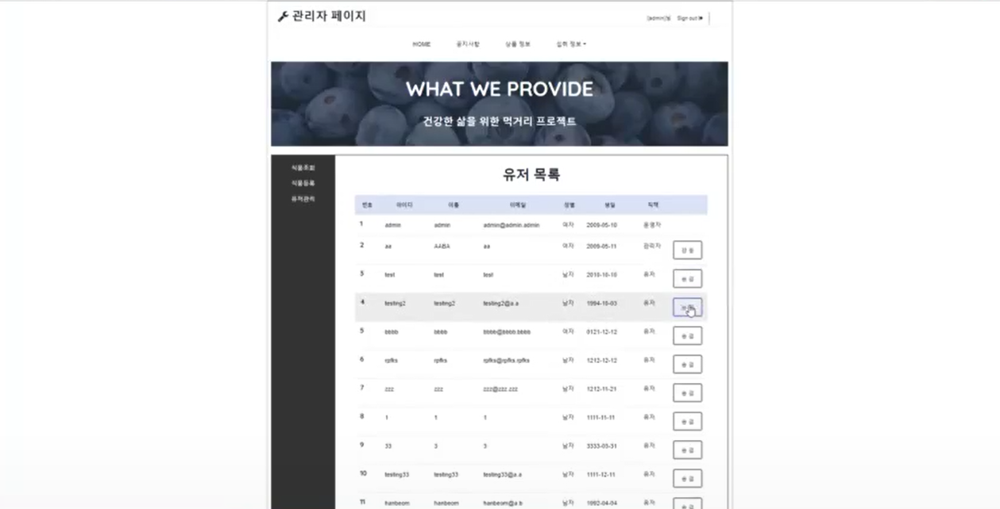 관리자 페이지
[admin]님 Sign out
HOME 공지사항 상품 정보 섭취 정보
WHAT WE PROVIDE
건강한 삶을 위한 먹거리 프로젝트
식품조회
식품등록
유저관리
유저 목록
번호 아이디 이름 이메일 성별 생일 직책
1 admin admin admin@admin.admin 여자 2009-05-10 운영자
2 aa AABA aa 여자 2009-05-11 관리자 강 등
3 test test test 남자 2010-10-10 유저 승 급
4 testing2 testing2 testing2@a.a 남자 1994-10-03 유저
5 bbbb bbbb bbbb@bbbb.bbbb 여자 0121-12-12 유저 승 급
6 rpfks rpfks rpfks@rpfks.rpfks 남자 1212-12-12 유저 승 급
7 zzz zzz zzz@zzz.zzz 남자 1212-11-21 유저 승 급
8 1 1 1 남자 1111-11-11 유저 승 급
9 33 3 3 남자 3333-03-31 유저 승 급
10 testing33 testing33 testing33@a.a 남자 1111-12-11 유저 승 급
11 hanbeom hanbeom hanbeom@a.b 남자 1992-04-04 유저 승 급